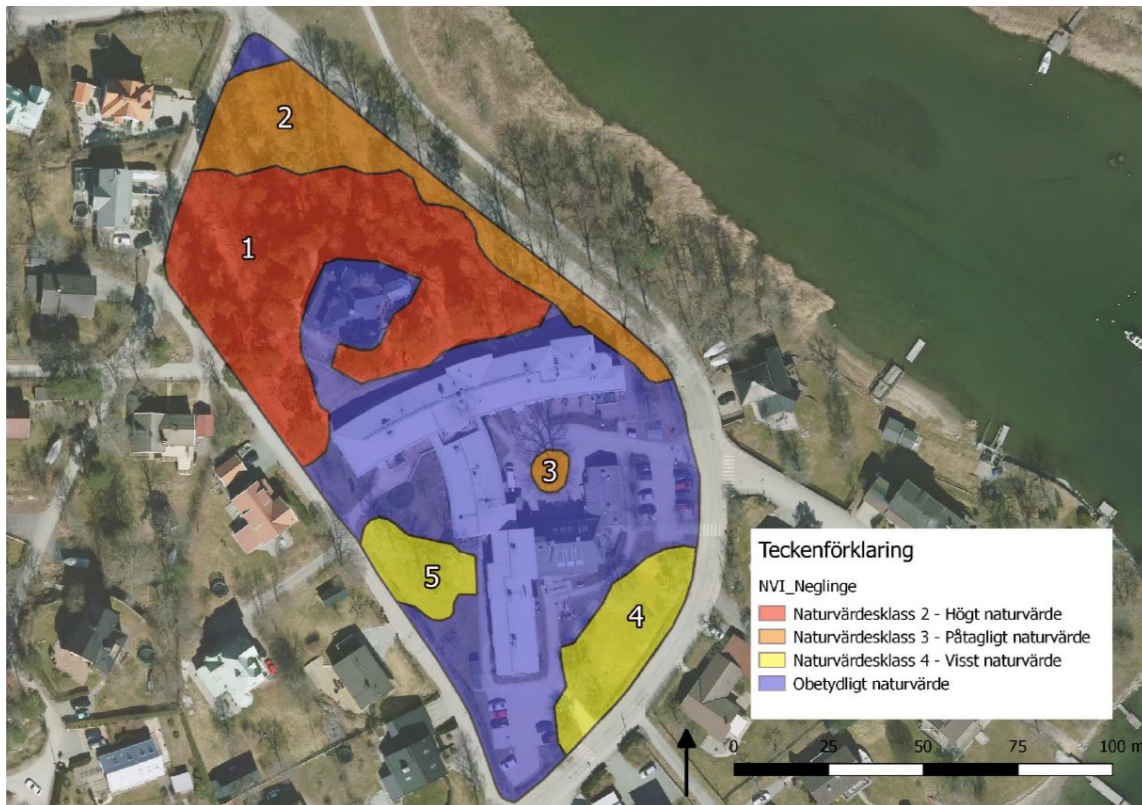 2
1
3
5
4
Teckenförklaring
NVI_Neglinge
Naturvärdesklass 2 - Högt naturvärde
Naturvärdesklass 3 - Påtagligt naturvärde
Naturvärdesklass 4 - Visst naturvärde
Obetydligt naturvärde
0 25 50 75 100 m